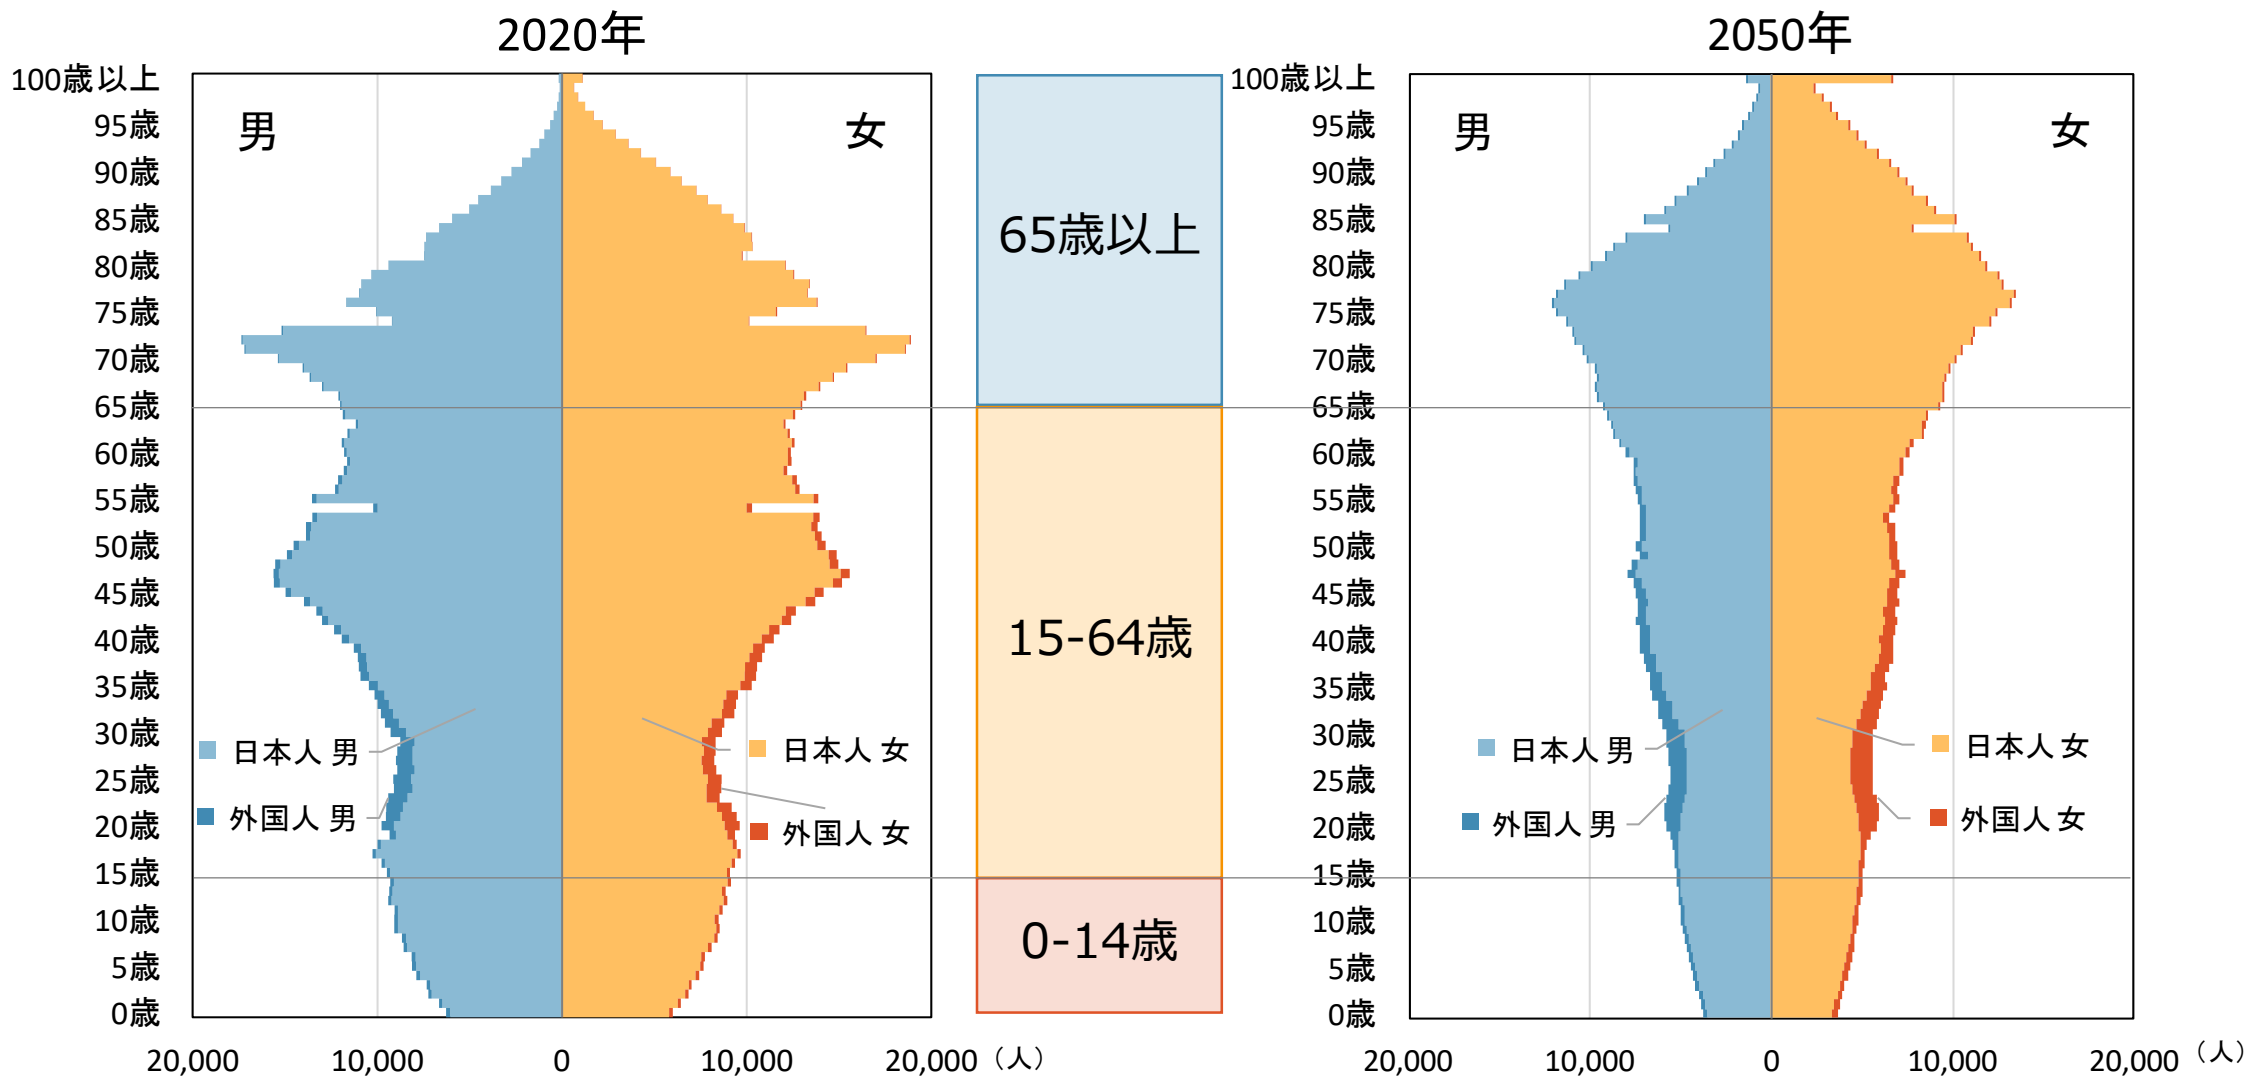 2020年
100歳以上
95歳
90歳
85歳
80歳
75歳
70歳
65歳
60歳
55歳
50歳
45歳
40歳
35歳
30歳
25歳
20歳
15歳
10歳
5歳
0歳
男
女
日本人 男
外国人 男
日本人 女
外国人 女
20,000
10,000
0
10,000
20,000
（人）
65歳以上
15-64歳
0-14歳
2050年
100歳以上
95歳
90歳
85歳
80歳
75歳
70歳
65歳
60歳
55歳
50歳
45歳
40歳
35歳
30歳
25歳
20歳
15歳
10歳
5歳
0歳
男
女
日本人 男
外国人 男
日本人 女
外国人 女
20,000
10,000
0
10,000
20,000
（人）